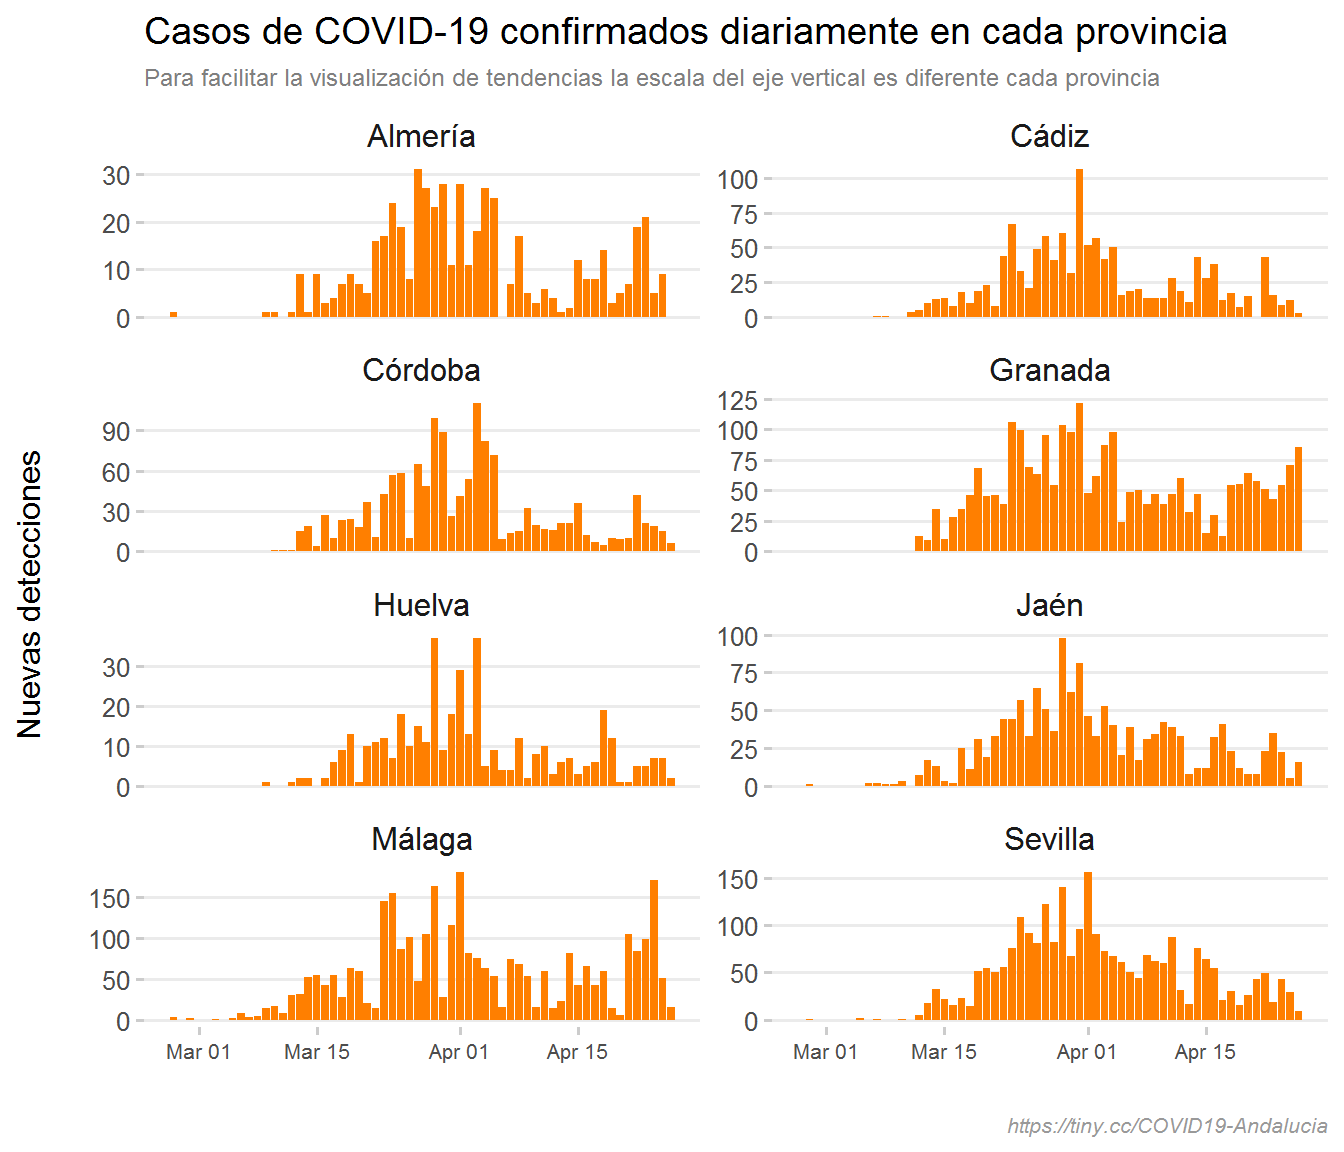 Casos de COVID-19 confirmados diariamente en cada provincia
Para facilitar la visualización de tendencias la escala del eje vertical es diferente cada provincia
Nuevas detecciones
Almería
30
20
10
0
Cádiz
100
75
50
25
0
Córdoba
90
60
30
0
Granada
125
100
75
50
25
0
Huelva
30
20
10
0
Jaén
100
75
50
25
0
Málaga
150
100
50
0
Mar 01 Mar 15 Apr 01 Apr 15
Sevilla
150
100
50
0
Mar 01 Mar 15 Apr 01 Apr 15
https://tiny.cc/COVID19-Andalucia